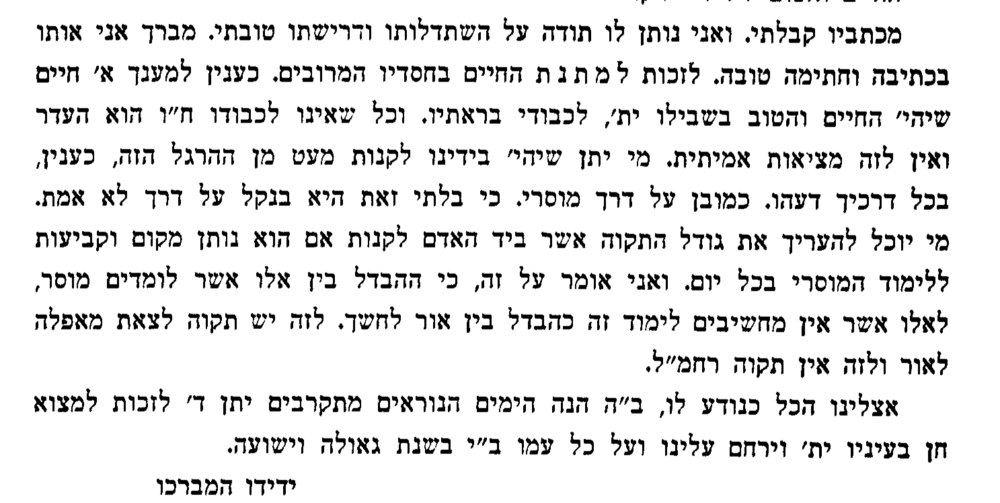 מכתביו קבלתי. ואני נותן לו תודה על השתדלותו ודרישתו טובתי. מברך אני אותו
בכתיבה וחתימה טובה. לזכות למתנת החיים בחסדיו המרובים. כענין למענך א׳ חיים
שיהי׳ החיים והטוב בשבילו ית׳, לכבודי בראתיו. וכל שאינו לכבודו ח״ו הוא העדר
ואין לזה מציאות אמיתית. מי יתן שיהי׳ בידינו לקנות מעט מן ההרגל הזה, כענין,
בכל דרכיך דעהו. כמובן על דרך מוסרי. כי בלתי זאת היא בנקל על דרך לא אמת.
מי יוכל להעריך את גודל התקוה אשר ביד האדם לקנות אם הוא נותן מקום וקביעות
ללימוד המוסרי בכל יום. ואני אומר על זה, כי ההבדל בין אלו אשר לומדים מוסר,
לאלו אשר אין מחשיבים לימוד זה כהבדל בין אור לחשך. לזה יש תקוה לצאת מאפלה
לאור ולזה אין תקוה רחמ״ל.
אצלינו הכל כנודע לו, ב״ה הנה הימים הנוראים מתקרבים יתן ד׳ לזכות למצוא
חן בעיניו ית׳ וירחם עלינו ועל כל עמו ב״י בשנת גאולה וישועה.
ידידו המברכו